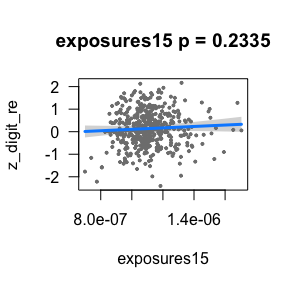 exposures15 p = 0.2335
z_digit_re
2
1
0
-1
-2
8.0e-07 1.4e-06
exposures15